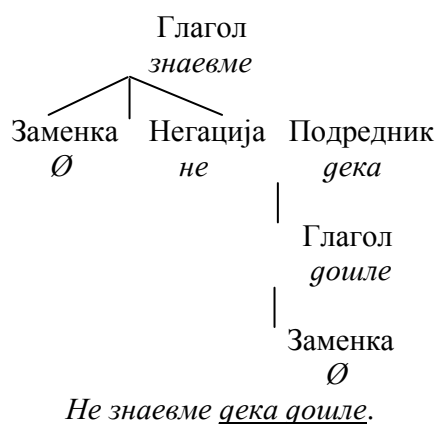 Глагол
знаевме
Заменка Негација Подредник
Ø не дека
Глагол
дошле
Заменка
Ø
Не знаевме дека дошле.